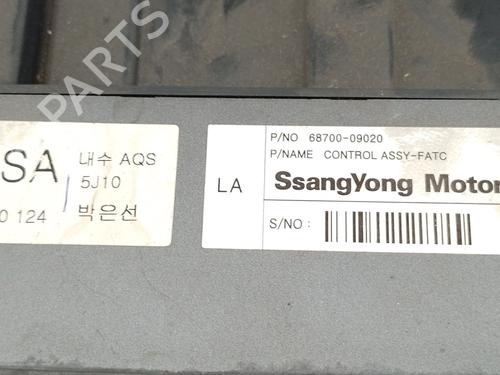 SA
내수 AQS
5J10
0 124
박은선
P/NO 68700-09020
P/NAME CONTROL ASSY-FATC
LA
SsangYong Motor
S/NO :
PARTS